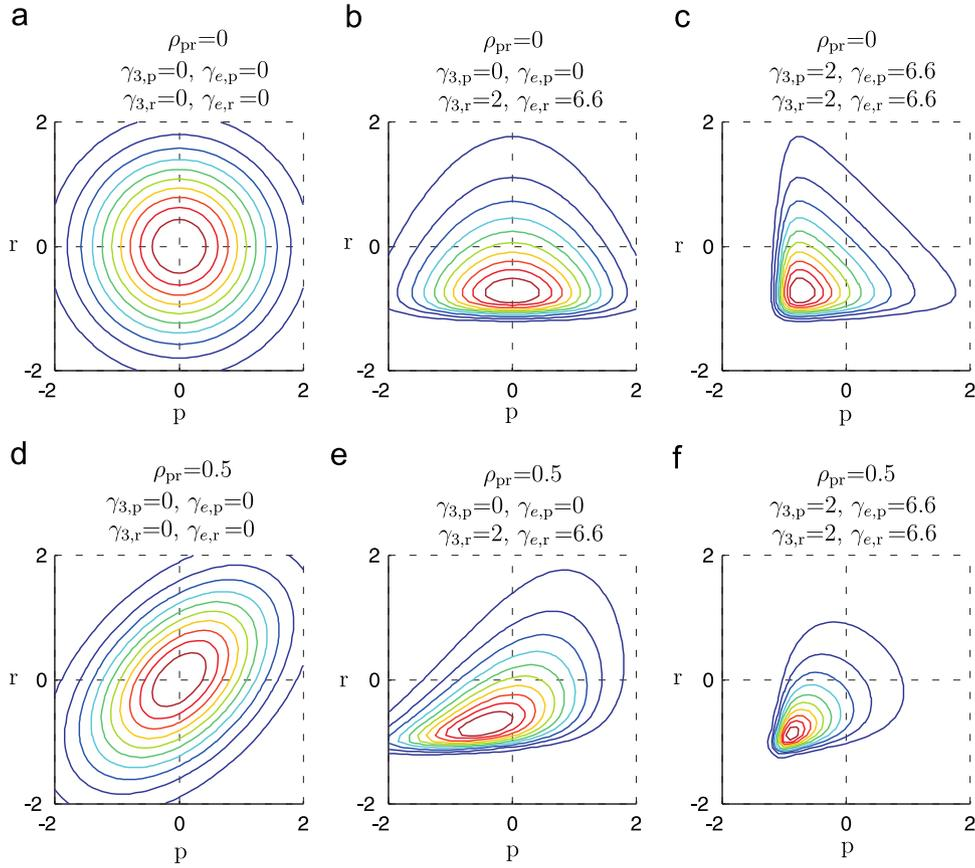 a
ρpr=0
γ3,p=0, γe,p=0
γ3,r=0, γe,r=0
2
r
0
-2
-2
0
2
p
b
ρpr=0
γ3,p=0, γe,p=0
γ3,r=2, γe,r=6.6
2
r
0
-2
-2
0
2
p
c
ρpr=0
γ3,p=2, γe,p=6.6
γ3,r=2, γe,r=6.6
2
r
0
-2
-2
0
2
p
d
ρpr=0.5
γ3,p=0, γe,p=0
γ3,r=0, γe,r=0
2
r
0
-2
-2
0
2
p
e
ρpr=0.5
γ3,p=0, γe,p=0
γ3,r=2, γe,r=6.6
2
r
0
-2
-2
0
2
p
f
ρpr=0.5
γ3,p=2, γe,p=6.6
γ3,r=2, γe,r=6.6
2
r
0
-2
-2
0
2
p